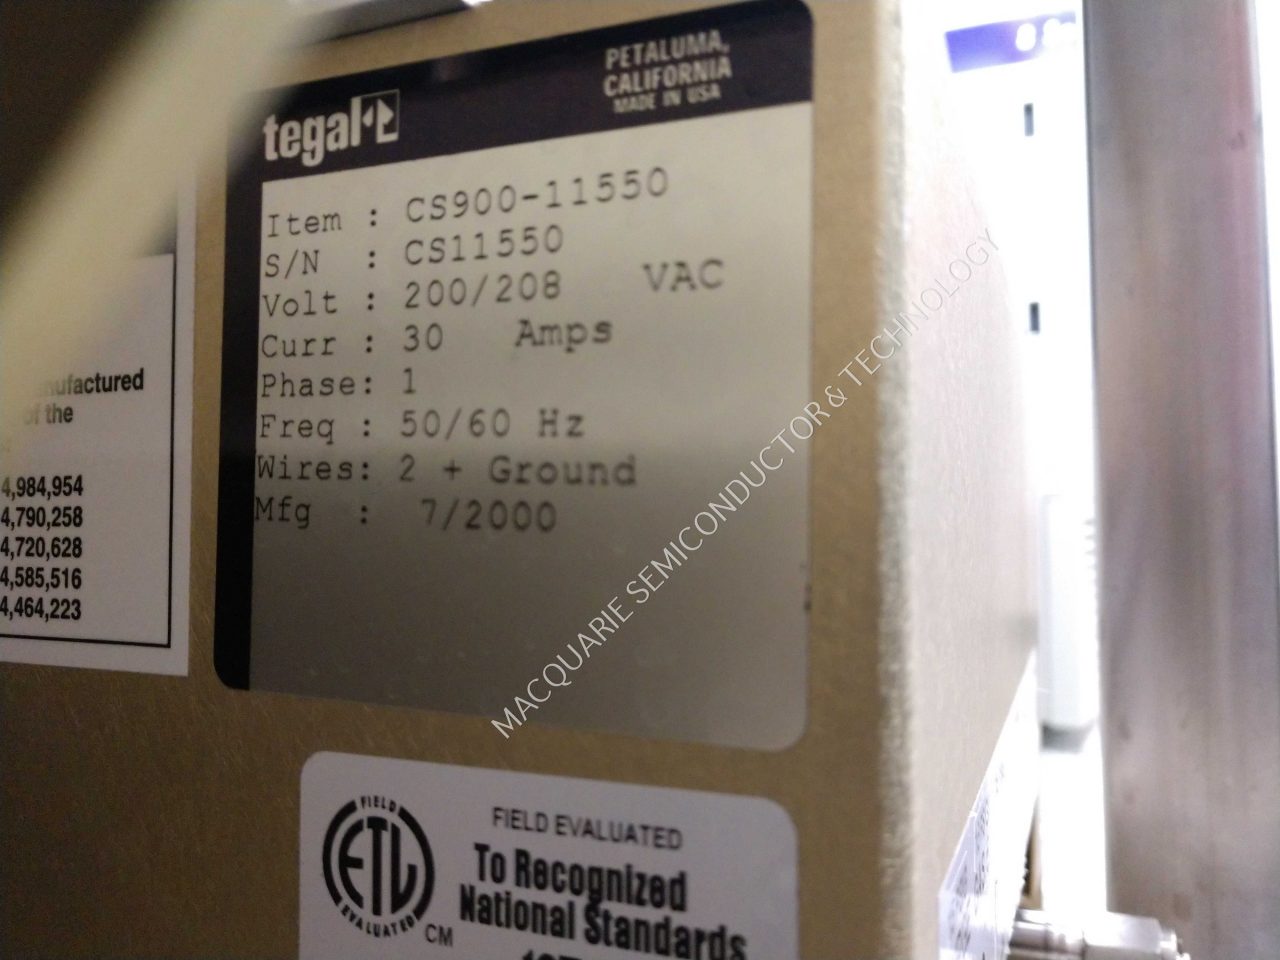 tegal
PETALUMA,
CALIFORNIA
MADE IN USA
Item : CS900-11550
S/N : CS11550
Volt : 200/208 VAC
Curr : 30 Amps
Phase: 1
Freq : 50/60 Hz
Wires: 2 + Ground
Mfg : 7/2000
of the
4,984,954
4,790,258
4,720,628
4,585,516
4,464,223
MACQUARIE SEMICONDUCTOR & TECHNOLOGY
FIELD
ETL
EVALUATED
CM
FIELD EVALUATED
To Recognized
National Standards